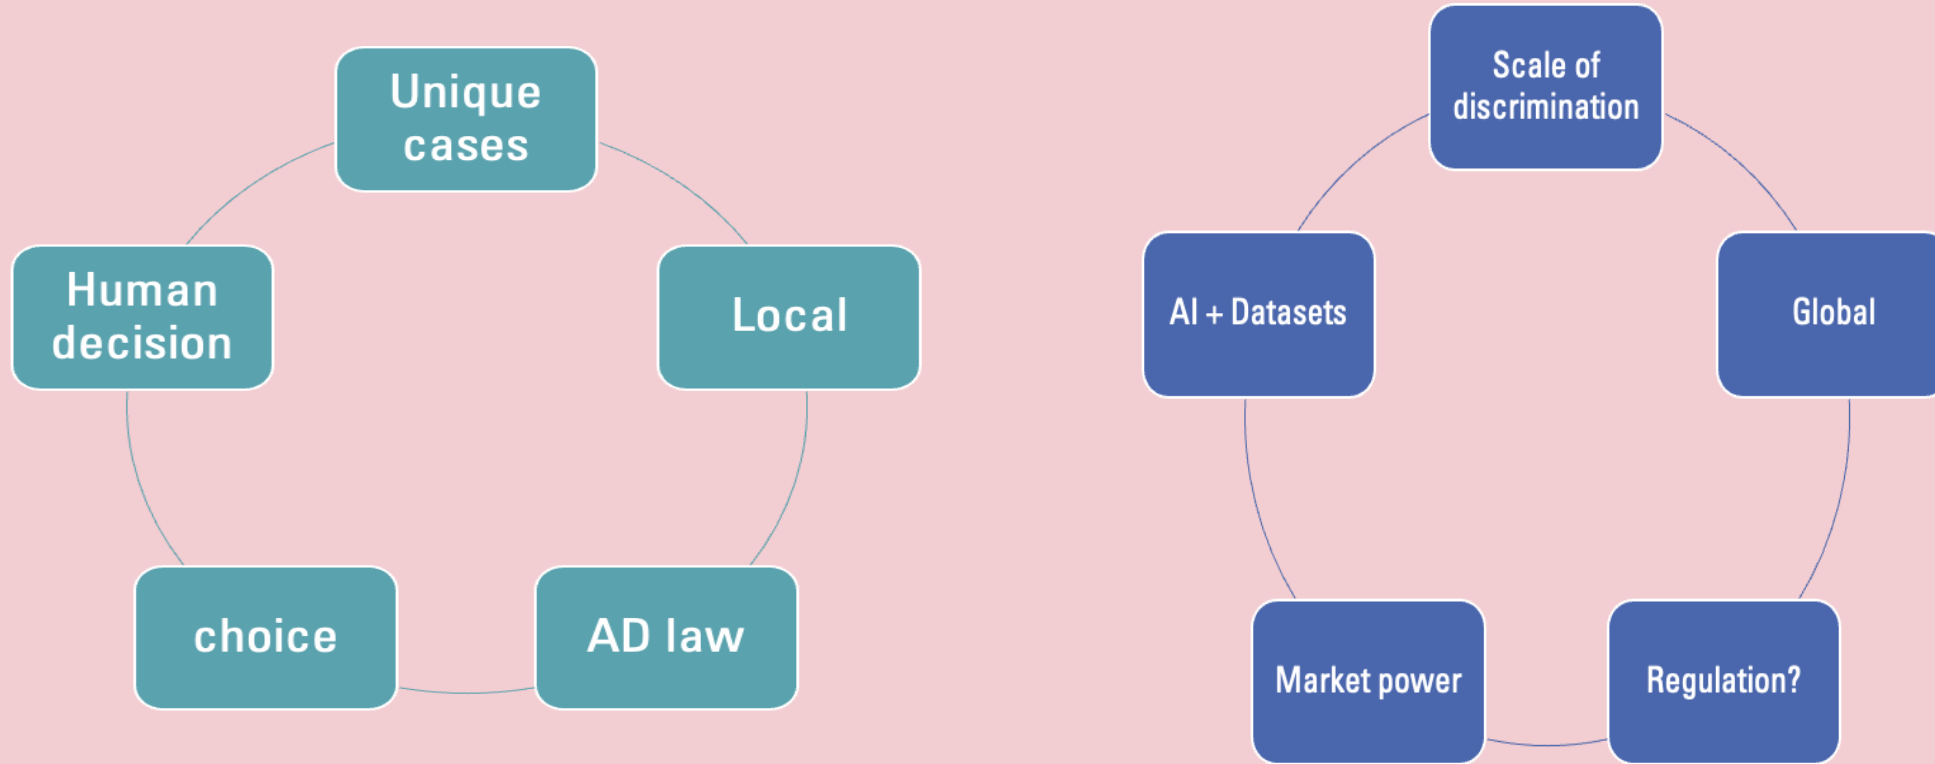 Unique
cases
Human
decision
Local
choice
AD law
Scale of
discrimination
AI + Datasets
Global
Market power
Regulation?